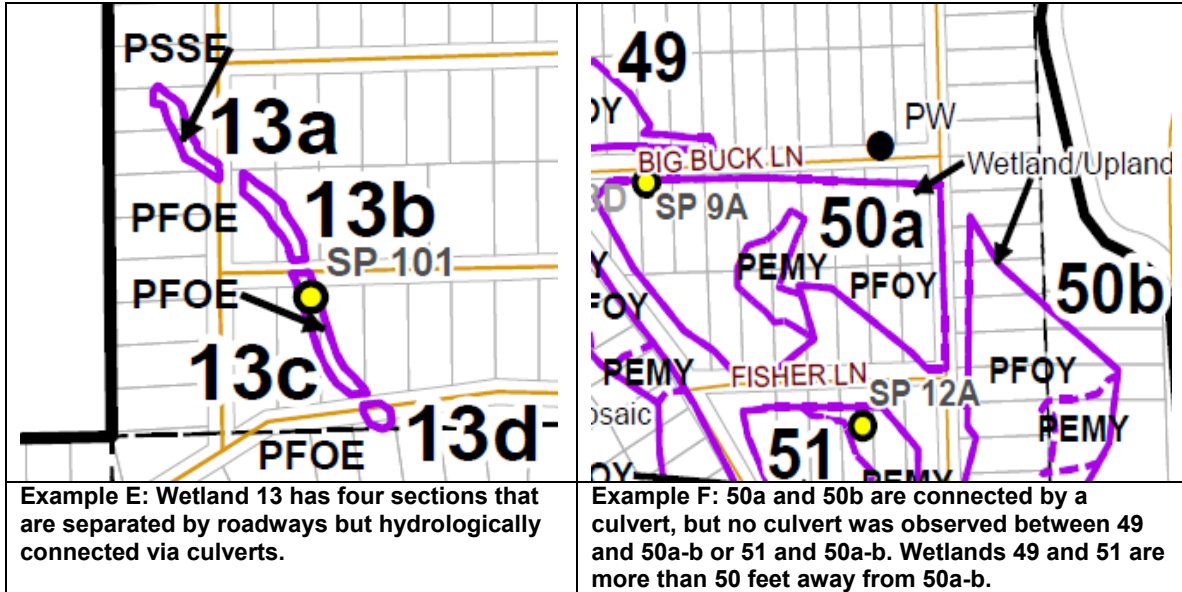 PSSE
13a
PFOE
13b
SP 101
PFOE
13c
13d
PFOE
Example E: Wetland 13 has four sections that
are separated by roadways but hydrologically
connected via culverts.
49
PW
BIG BUCK LN
Wetland/Upland
SP 9A
50a
PEMY
PFOY
50b
PEMY
FISHER LN
PFOY
SP 12A
PEMY
51
PEMY
Example F: 50a and 50b are connected by a
culvert, but no culvert was observed between 49
and 50a-b or 51 and 50a-b. Wetlands 49 and 51 are
more than 50 feet away from 50a-b.